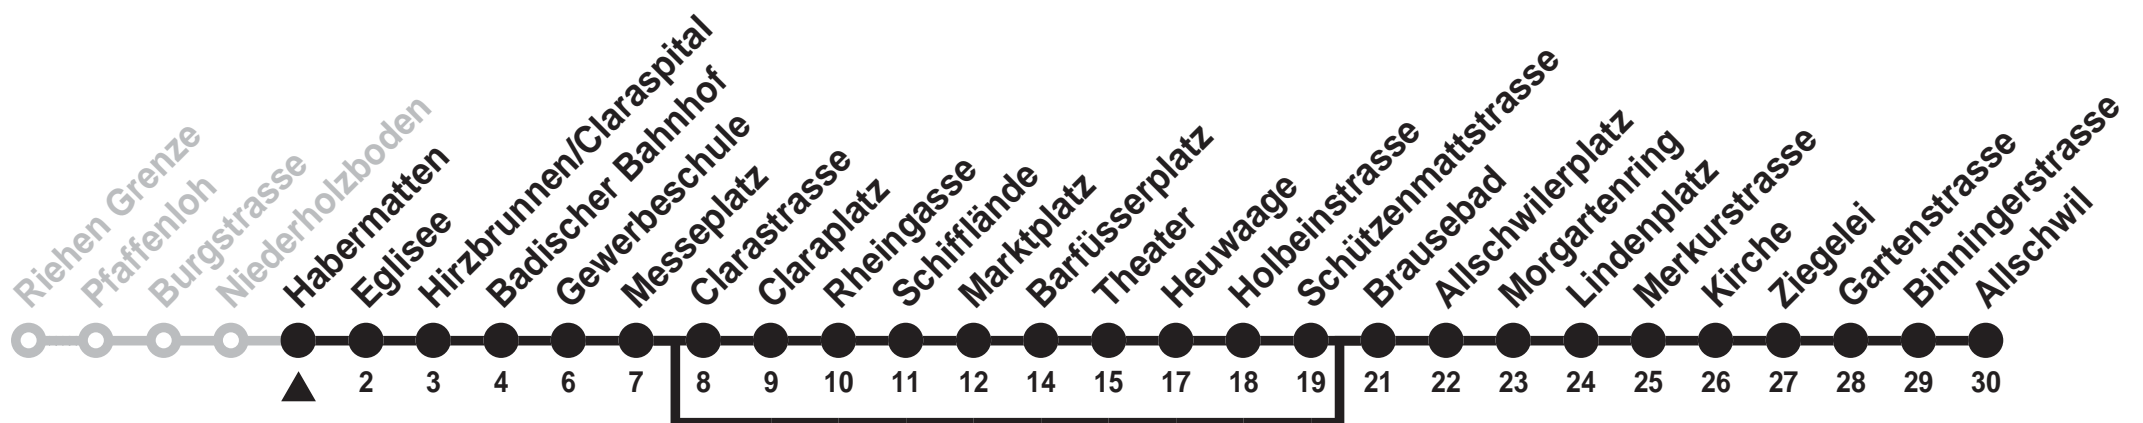 Riehen Grenze
Pfaffenloh
Burgstrasse
Niederholzboden
Habermatten
Eglisee
Hirzbrunnen/Claraspital
Badischer Bahnhof
Gewerbeschule
Messeplatz
Clarastrasse
Claraplatz
Rheingasse
Schifflände
Marktplatz
Barfüsserplatz
Theater
Heuwaage
Holbeinstrasse
Schützenmattstrasse
Brausebad
Allschwilerplatz
Morgartenring
Lindenplatz
Merkurstrasse
Kirche
Ziegelei
Gartenstrasse
Binningerstrasse
Allschwil
2 3 4 6 7 8 9 10 11 12 14 15 17 18 19 21 22 23 24 25 26 27 28 29 30